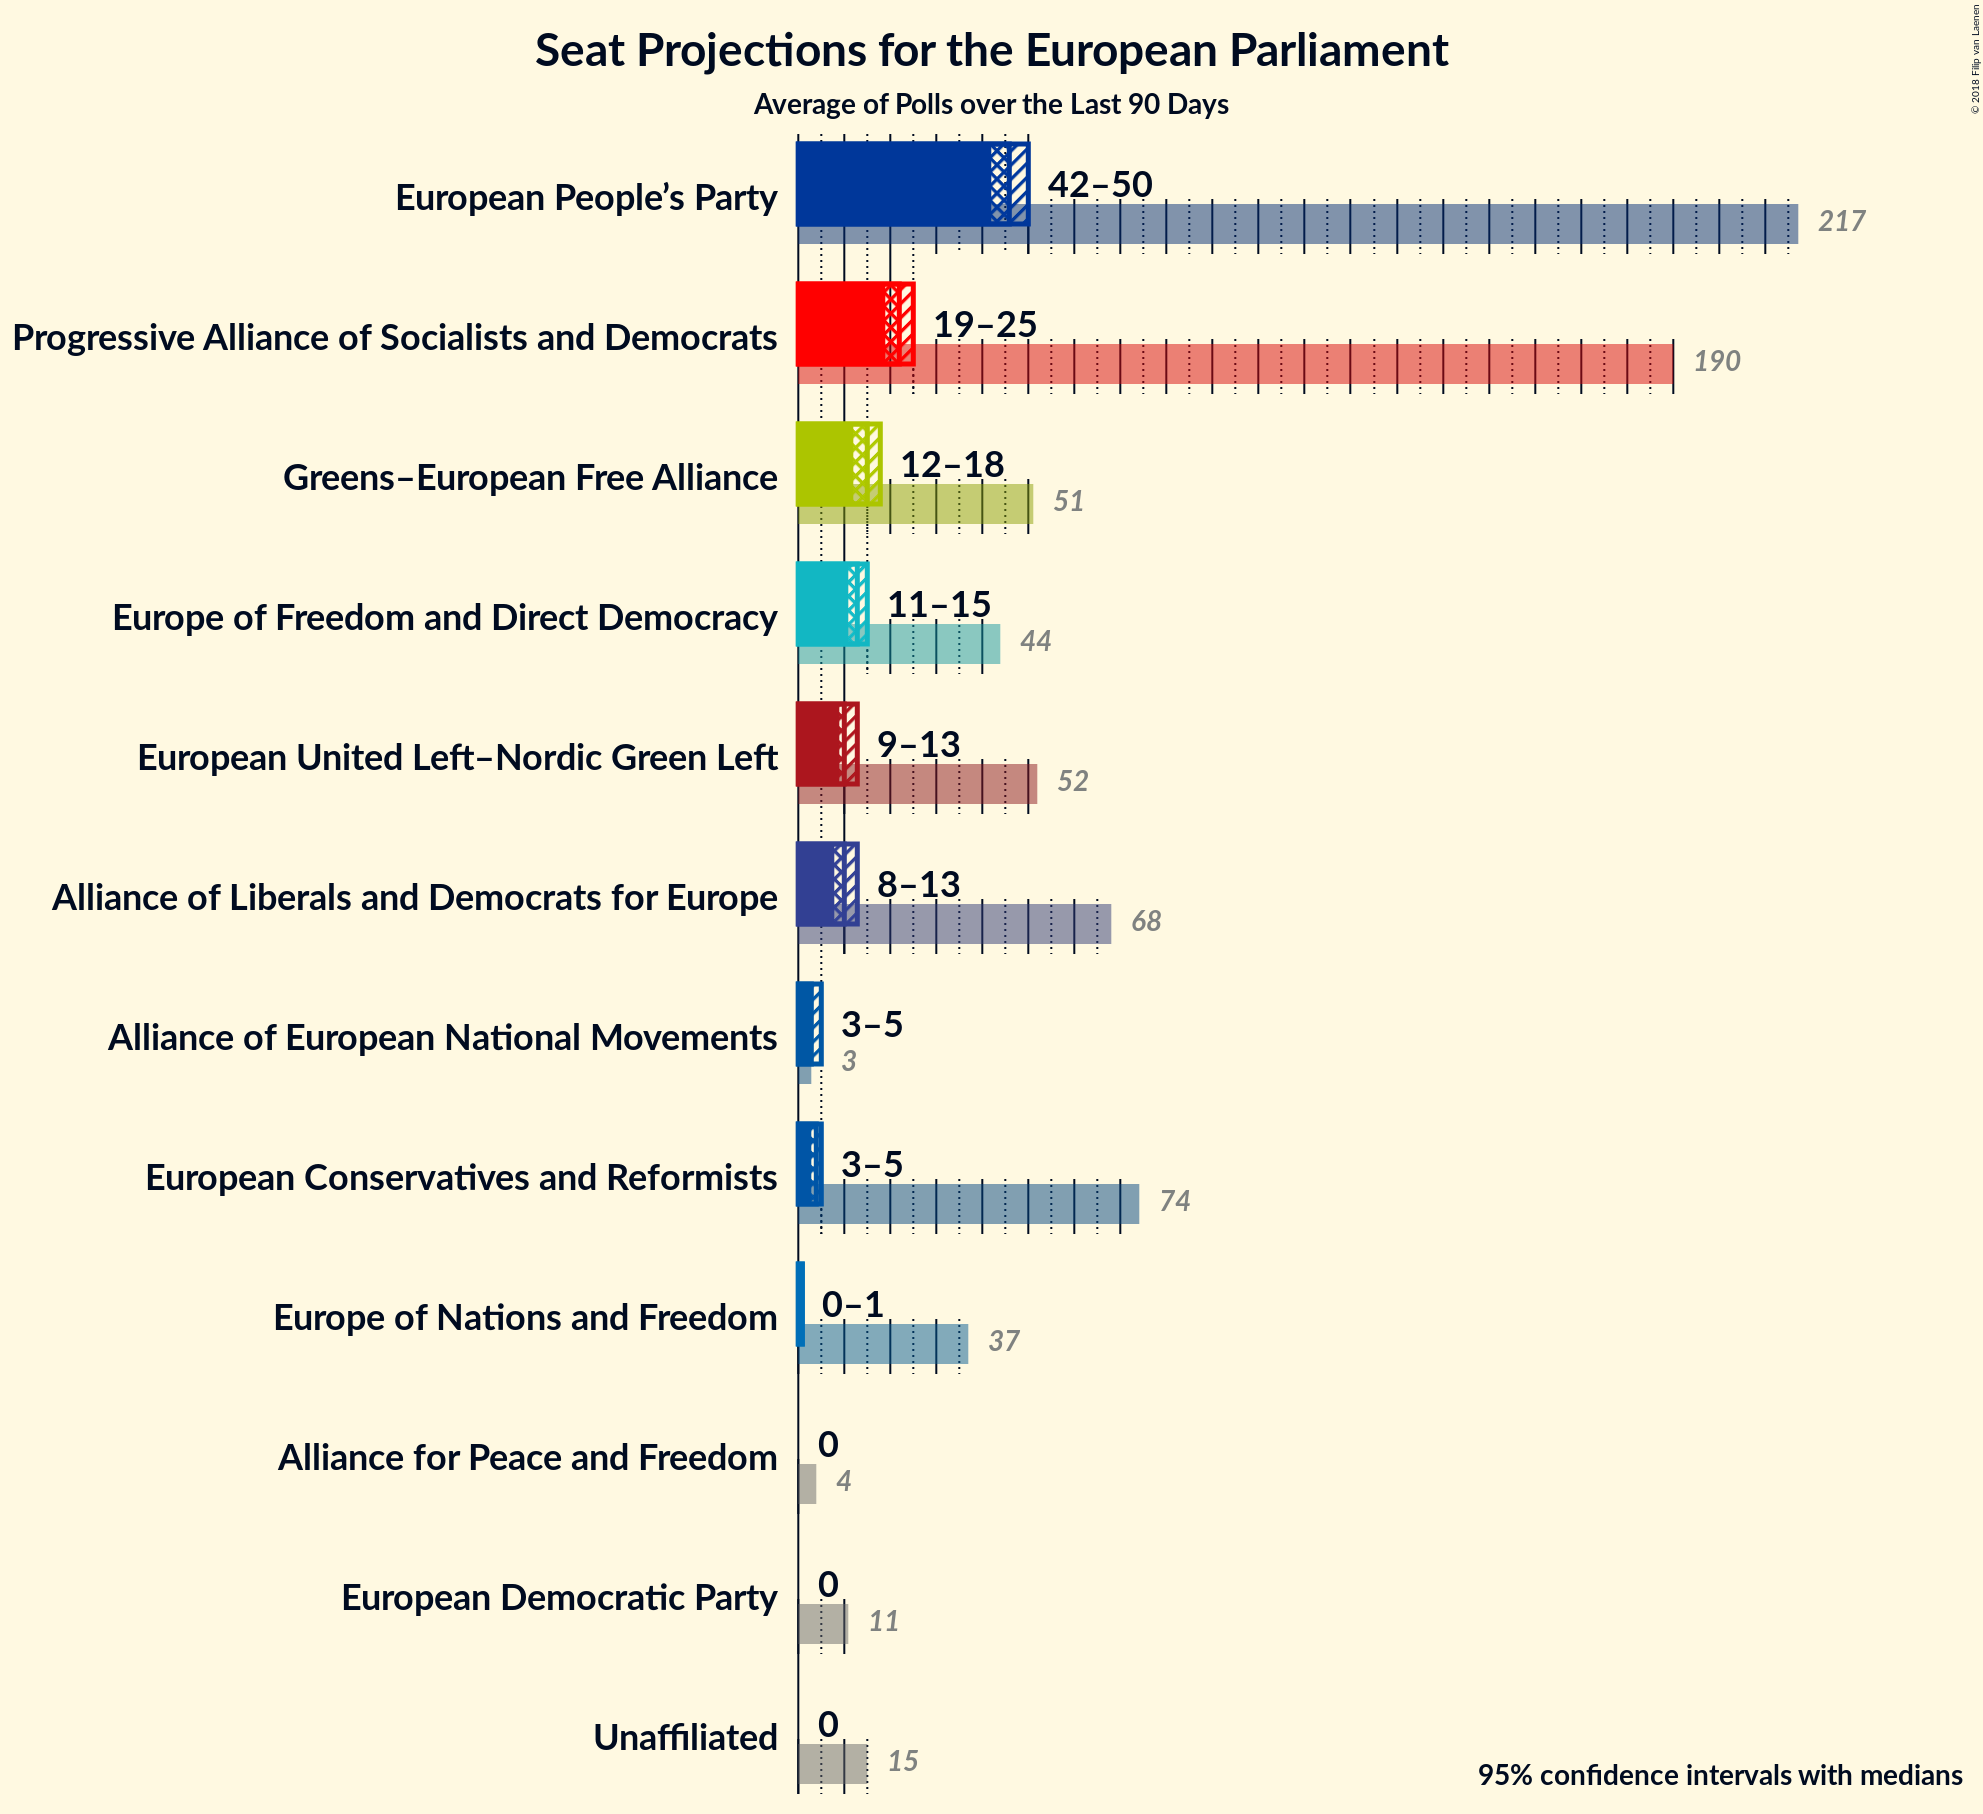 Seat Projections for the European Parliament
Average of Polls over the Last 90 Days
© 2018 Filip van Laenen
European People’s Party
42–50
217
Progressive Alliance of Socialists and Democrats
19–25
190
Greens–European Free Alliance
12–18
51
Europe of Freedom and Direct Democracy
11–15
44
European United Left–Nordic Green Left
9–13
52
Alliance of Liberals and Democrats for Europe
8–13
68
Alliance of European National Movements
3–5
3
European Conservatives and Reformists
3–5
74
Europe of Nations and Freedom
0–1
37
Alliance for Peace and Freedom
0
4
European Democratic Party
0
11
Unaffiliated
0
15
95% confidence intervals with medians